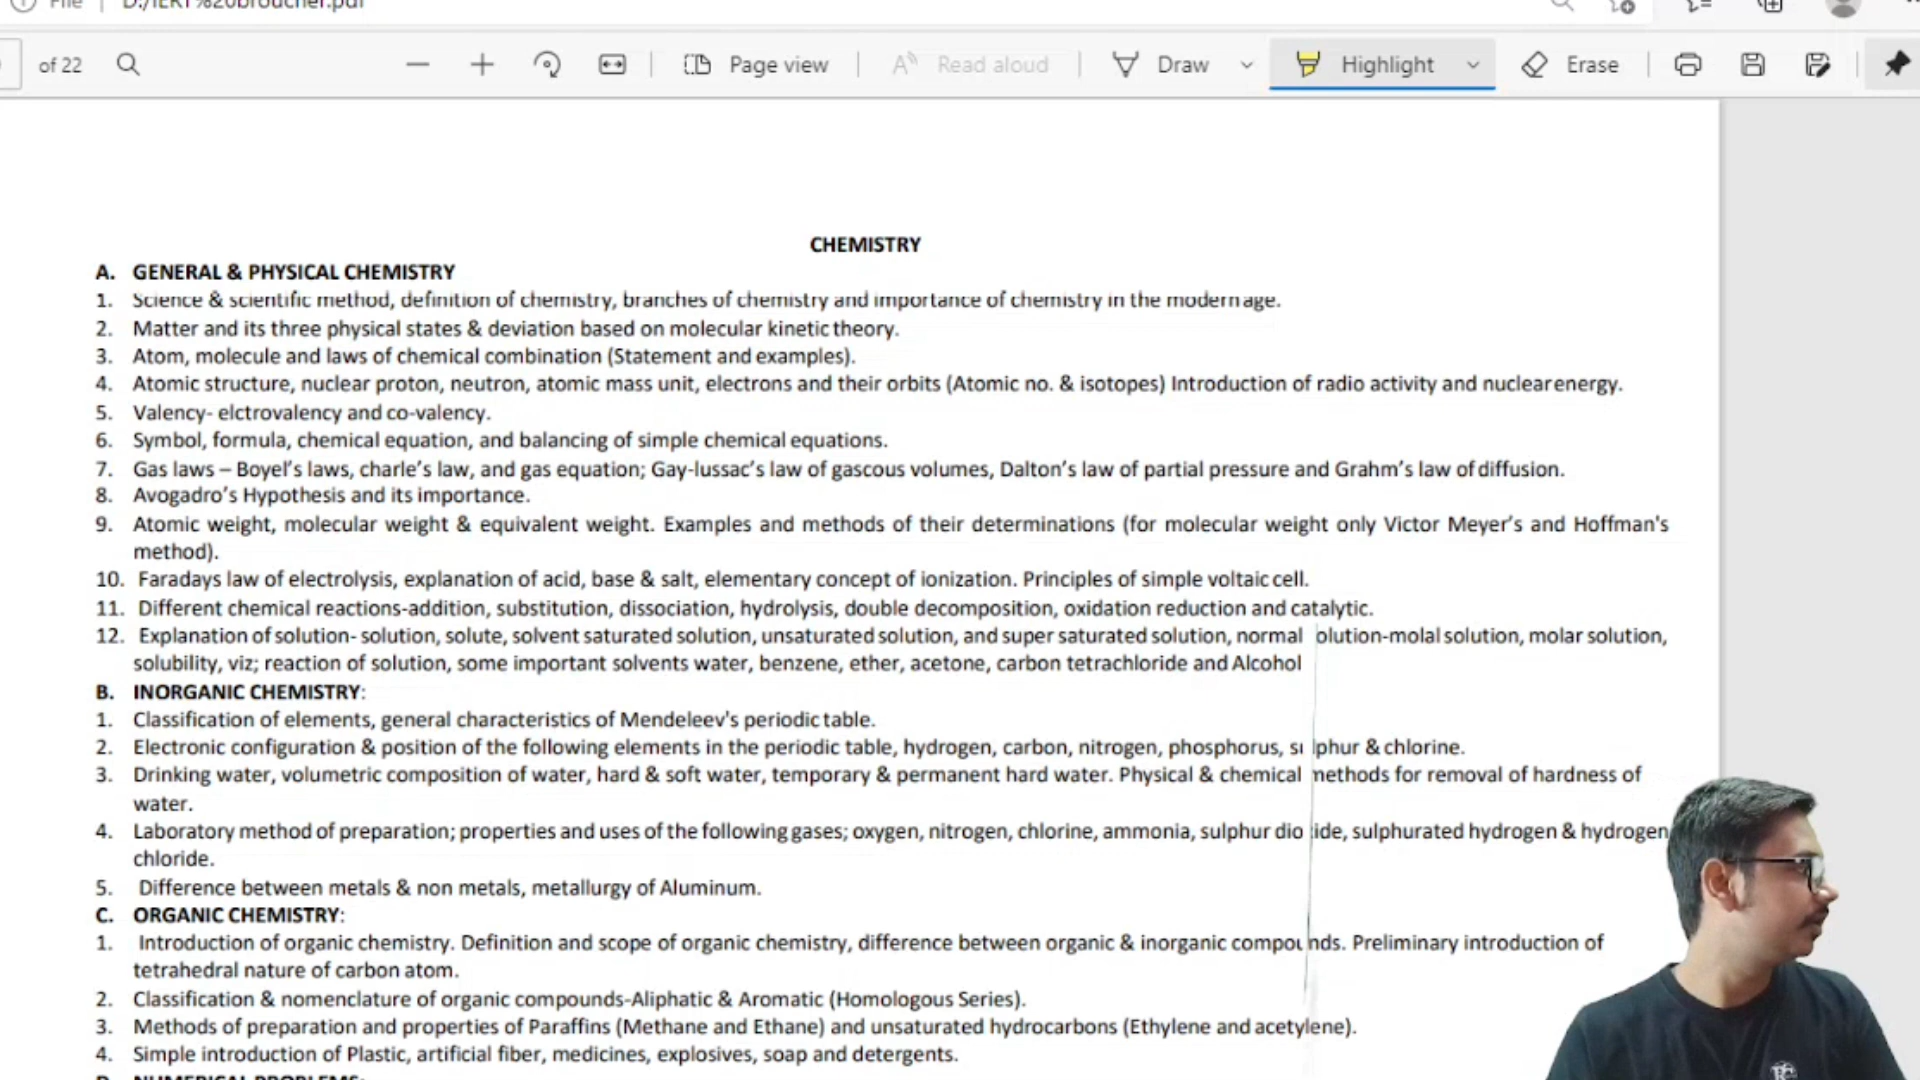 File | D:/IERT%20broucher.pdf
of 22
Page view
Read aloud
Draw
Highlight
Erase
CHEMISTRY
A. GENERAL & PHYSICAL CHEMISTRY
1. Science & scientific method, definition of chemistry, branches of chemistry and importance of chemistry in the modern age.
2. Matter and its three physical states & deviation based on molecular kinetic theory.
3. Atom, molecule and laws of chemical combination (Statement and examples).
4. Atomic structure, nuclear proton, neutron, atomic mass unit, electrons and their orbits (Atomic no. & isotopes) Introduction of radio activity and nuclear energy.
5. Valency- elctrovalency and co-valency.
6. Symbol, formula, chemical equation, and balancing of simple chemical equations.
7. Gas laws – Boyel's laws, charle's law, and gas equation; Gay-lussac's law of gascous volumes, Dalton's law of partial pressure and Grahm's law of diffusion.
8. Avogadro's Hypothesis and its importance.
9. Atomic weight, molecular weight & equivalent weight. Examples and methods of their determinations (for molecular weight only Victor Meyer's and Hoffman's
method).
10. Faradays law of electrolysis, explanation of acid, base & salt, elementary concept of ionization. Principles of simple voltaic cell.
11. Different chemical reactions-addition, substitution, dissociation, hydrolysis, double decomposition, oxidation reduction and catalytic.
12. Explanation of solution- solution, solute, solvent saturated solution, unsaturated solution, and super saturated solution, normal olution-molal solution, molar solution,
solubility, viz; reaction of solution, some important solvents water, benzene, ether, acetone, carbon tetrachloride and Alcohol
B. INORGANIC CHEMISTRY:
1. Classification of elements, general characteristics of Mendeleev's periodic table.
2. Electronic configuration & position of the following elements in the periodic table, hydrogen, carbon, nitrogen, phosphorus, sulphur & chlorine.
3. Drinking water, volumetric composition of water, hard & soft water, temporary & permanent hard water. Physical & chemical methods for removal of hardness of
water.
4. Laboratory method of preparation; properties and uses of the following gases; oxygen, nitrogen, chlorine, ammonia, sulphur dioxide, sulphurated hydrogen & hydrogen
chloride.
5. Difference between metals & non metals, metallurgy of Aluminum.
C. ORGANIC CHEMISTRY:
1. Introduction of organic chemistry. Definition and scope of organic chemistry, difference between organic & inorganic compounds. Preliminary introduction of
tetrahedral nature of carbon atom.
2. Classification & nomenclature of organic compounds-Aliphatic & Aromatic (Homologous Series).
3. Methods of preparation and properties of Paraffins (Methane and Ethane) and unsaturated hydrocarbons (Ethylene and acetylene).
4. Simple introduction of Plastic, artificial fiber, medicines, explosives, soap and detergents.
D. NUMERICAL PROBLEMS: